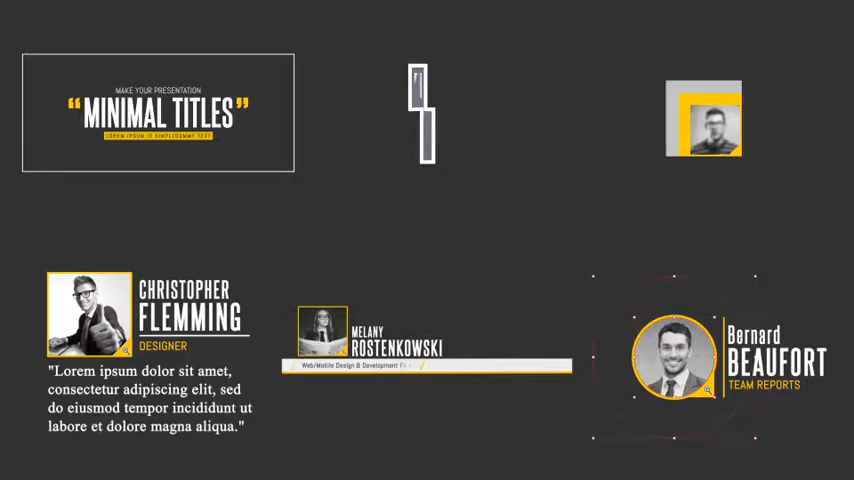 MAKE YOUR PRESENTATION
“MINIMAL TITLES”
LOREM IPSUM IS SIMPLEDUMMY TEXT
CHRISTOPHER
FLEMMING
DESIGNER
"Lorem ipsum dolor sit amet,
consectetur adipiscing elit, sed
do eiusmod tempor incididunt ut
labore et dolore magna aliqua."
MELANY
ROSTENKOWSKI
Web/Mobile Design & Development
Bernard
BEAUFORT
TEAM REPORTS